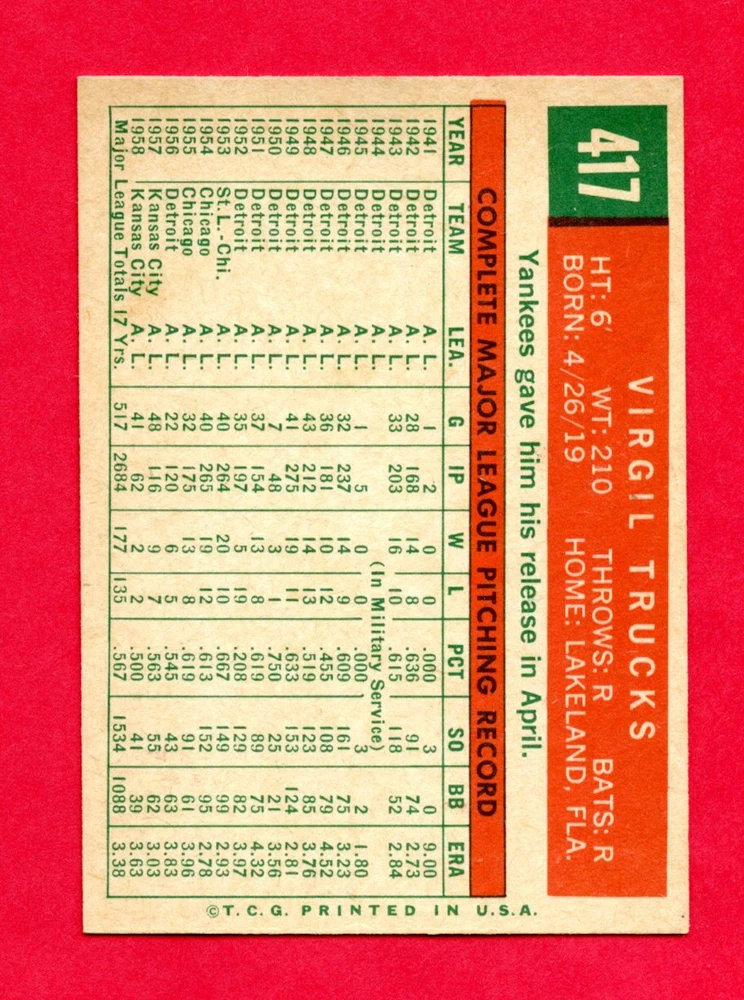 417
VIRGIL TRUCKS
HT: 6' WT: 210 THROWS: R BATS: R
BORN: 4/26/19 HOME: LAKELAND, FLA.
Yankees gave him his release in April.
COMPLETE MAJOR LEAGUE PITCHING RECORD
YEAR TEAM LEA. G IP W L PCT SO BB ERA
1941 Detroit A. L. 1 2 0 0 .000 3 0 9.00
1942 Detroit A. L. 28 168 14 8 .636 91 74 2.73
1943 Detroit A. L. 33 203 16 10 .615 118 52 2.84
1944 Detroit A. L. (In Military Service)
1945 Detroit A. L. 1 5 0 0 .000 3 2 1.80
1946 Detroit A. L. 32 237 14 9 .609 161 75 3.23
1947 Detroit A. L. 36 181 10 12 .455 108 79 4.52
1948 Detroit A. L. 43 212 14 13 .519 123 85 3.76
1949 Detroit A. L. 41 275 19 11 .633 153 124 2.81
1950 Detroit A. L. 7 48 3 1 .750 25 21 3.56
1951 Detroit A. L. 37 154 13 8 .619 89 75 4.32
1952 Detroit A. L. 35 197 5 19 .208 129 82 3.97
1953 St. L.-Chi. A. L. 40 264 20 10 .667 149 99 2.93
1954 Chicago A. L. 40 265 19 12 .613 152 95 2.78
1955 Chicago A. L. 32 175 13 8 .619 91 61 3.96
1956 Detroit A. L. 22 120 6 5 .545 43 63 3.83
1957 Kansas City A. L. 48 116 9 7 .563 55 62 3.03
1958 Kansas City A. L. 41 62 2 2 .500 41 39 3.63
Major League Totals 17 Yrs. 517 2684 177 135 .567 1534 1088 3.38
©T.C.G. PRINTED IN U.S.A.